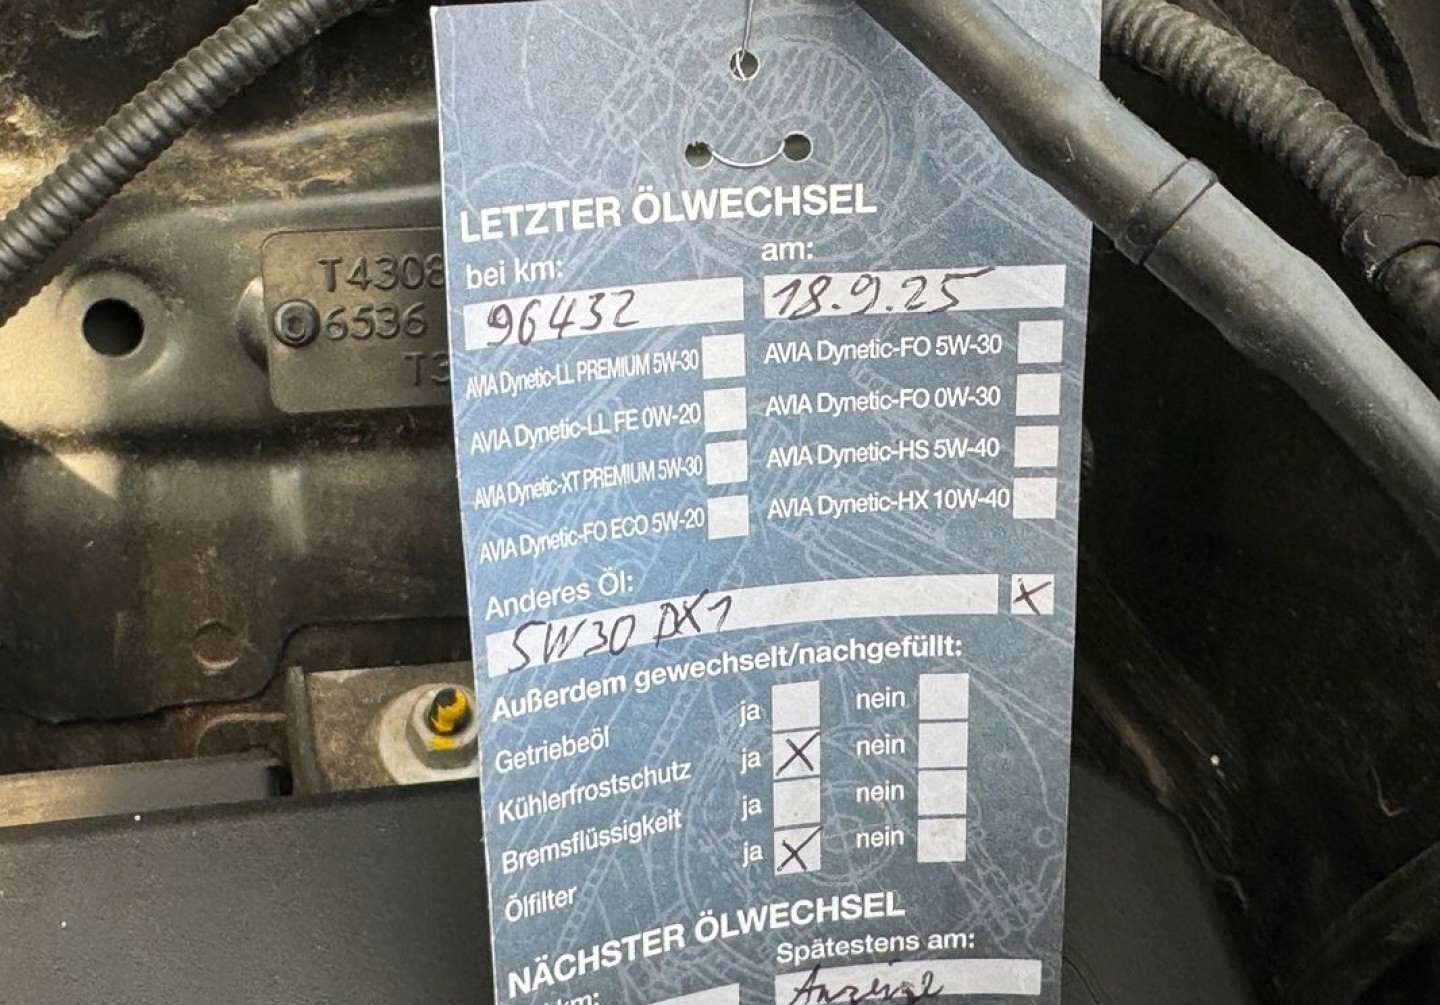 T4308
©6536
T3
LETZTER ÖLWECHSEL
bei km: am:
96432 18.9.25
AVIA Dynetic-LL PREMIUM 5W-30 AVIA Dynetic-FO 5W-30
AVIA Dynetic-LL FE 0W-20 AVIA Dynetic-FO 0W-30
AVIA Dynetic-XT PREMIUM 5W-30 AVIA Dynetic-HS 5W-40
AVIA Dynetic-FO ECO 5W-20 AVIA Dynetic-HX 10W-40
Anderes Öl:
5W30 DX1 X
Außerdem gewechselt/nachgefüllt:
Getriebeöl ja nein
Kühlerfrostschutz ja X nein
Bremsflüssigkeit ja nein
Ölfilter ja X nein
NÄCHSTER ÖLWECHSEL
km: Spätestens am:
Anzeige